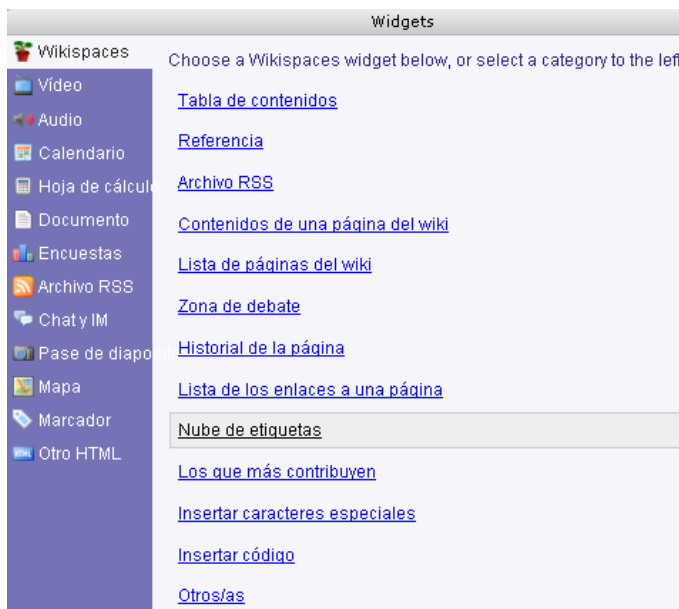 Widgets
Wikispaces
Vídeo
Audio
Calendario
Hoja de cálculo
Documento
Encuestas
Archivo RSS
Chat y IM
Pase de diapos
Mapa
Marcador
Otro HTML
Choose a Wikispaces widget below, or select a category to the left
Tabla de contenidos
Referencia
Archivo RSS
Contenidos de una página del wiki
Lista de páginas del wiki
Zona de debate
Historial de la página
Lista de los enlaces a una página
Nube de etiquetas
Los que más contribuyen
Insertar caracteres especiales
Insertar código
Otros/as